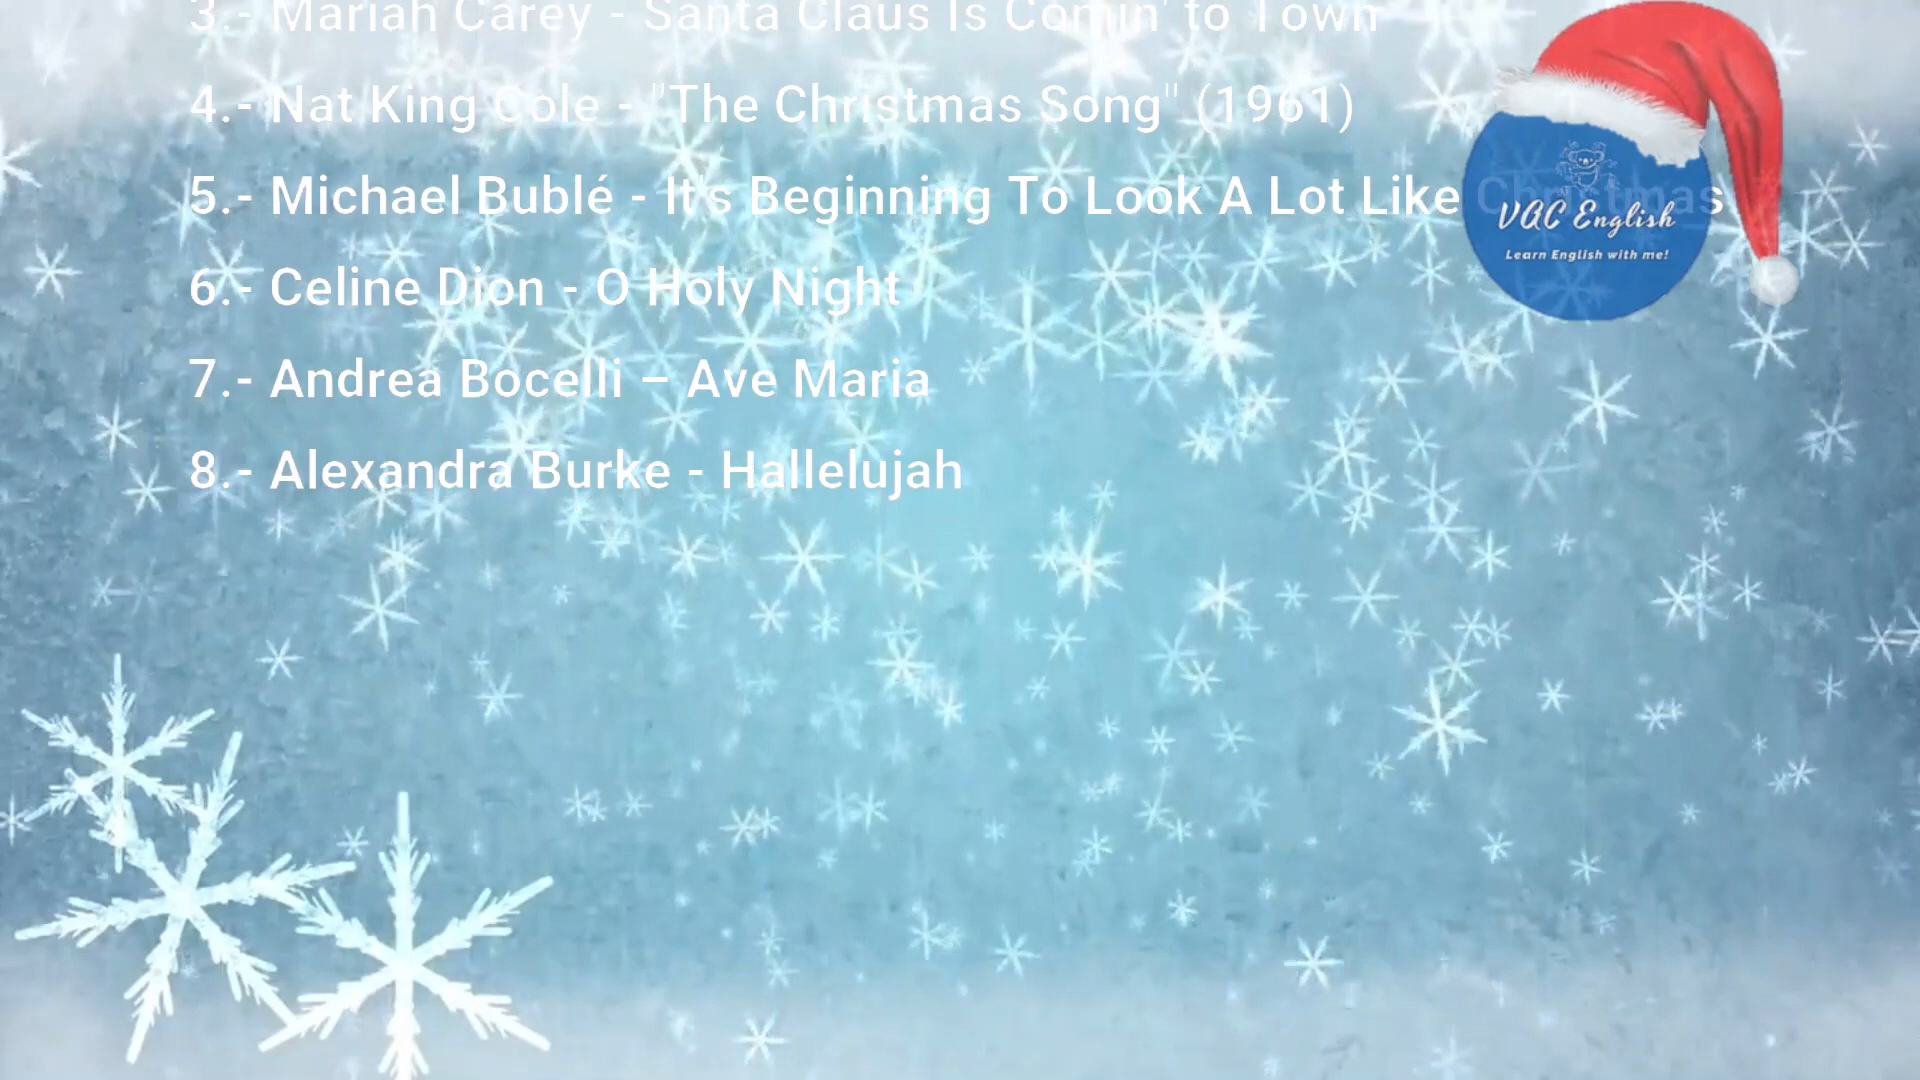 3.- Mariah Carey - Santa Claus Is Comin' to Town
4.- Nat King Cole - "The Christmas Song" (1961)
5.- Michael Bublé - It's Beginning To Look A Lot Like Christmas
6.- Celine Dion - O Holy Night
7.- Andrea Bocelli – Ave Maria
8.- Alexandra Burke - Hallelujah
VGC English
Learn English with me!